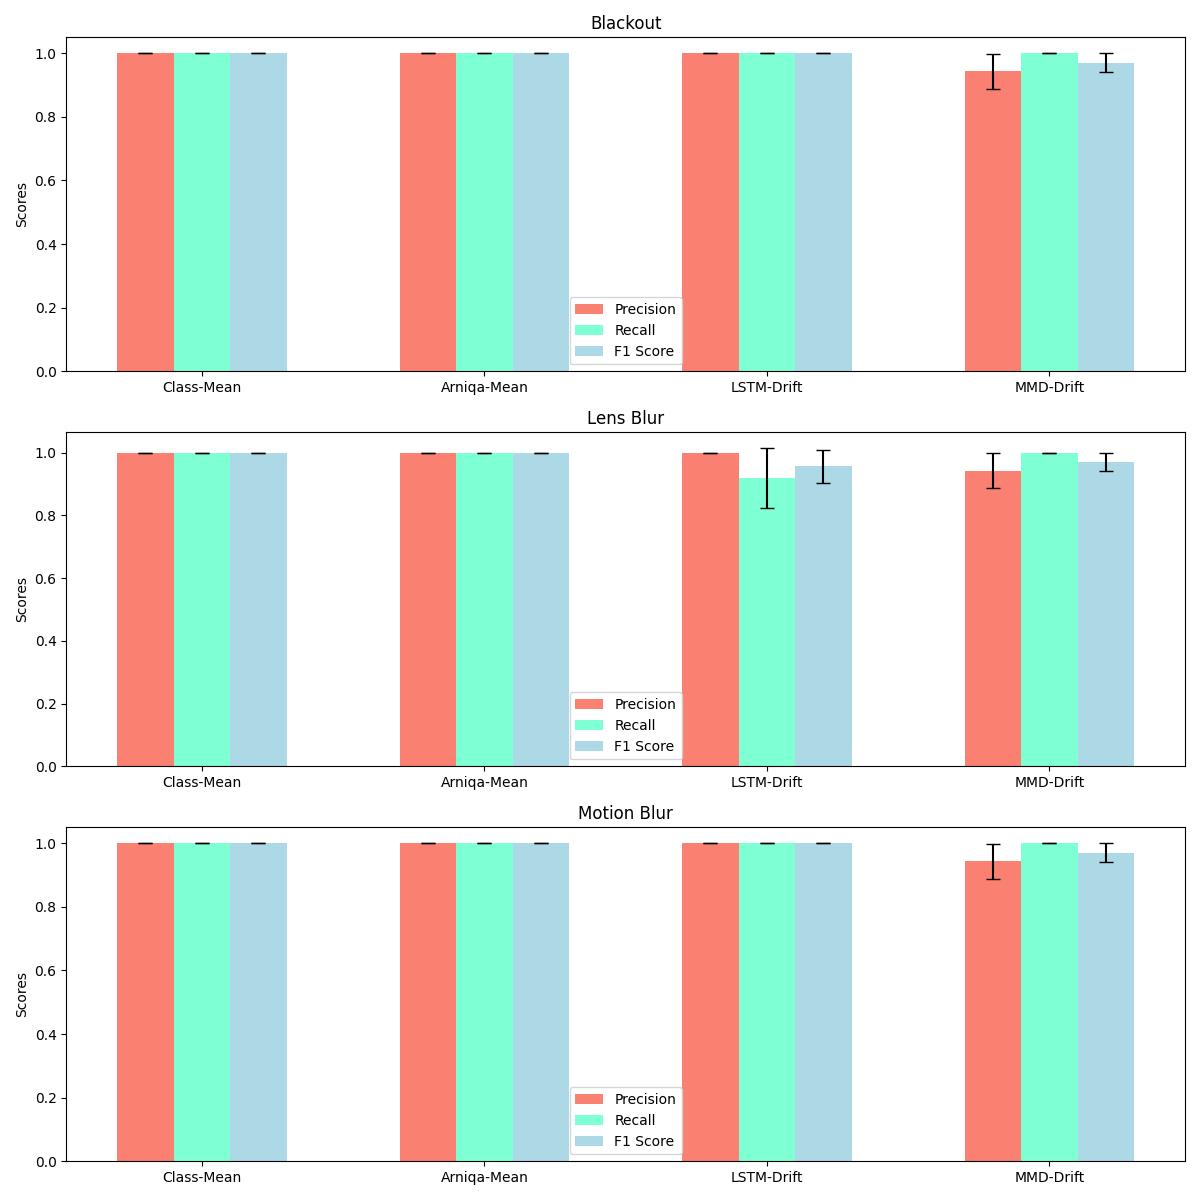 Blackout
1.0
0.8
0.6
0.4
0.2
0.0
Scores
Precision
Recall
F1 Score
Class-Mean Arniqa-Mean LSTM-Drift MMD-Drift
Lens Blur
1.0
0.8
0.6
0.4
0.2
0.0
Scores
Precision
Recall
F1 Score
Class-Mean Arniqa-Mean LSTM-Drift MMD-Drift
Motion Blur
1.0
0.8
0.6
0.4
0.2
0.0
Scores
Precision
Recall
F1 Score
Class-Mean Arniqa-Mean LSTM-Drift MMD-Drift